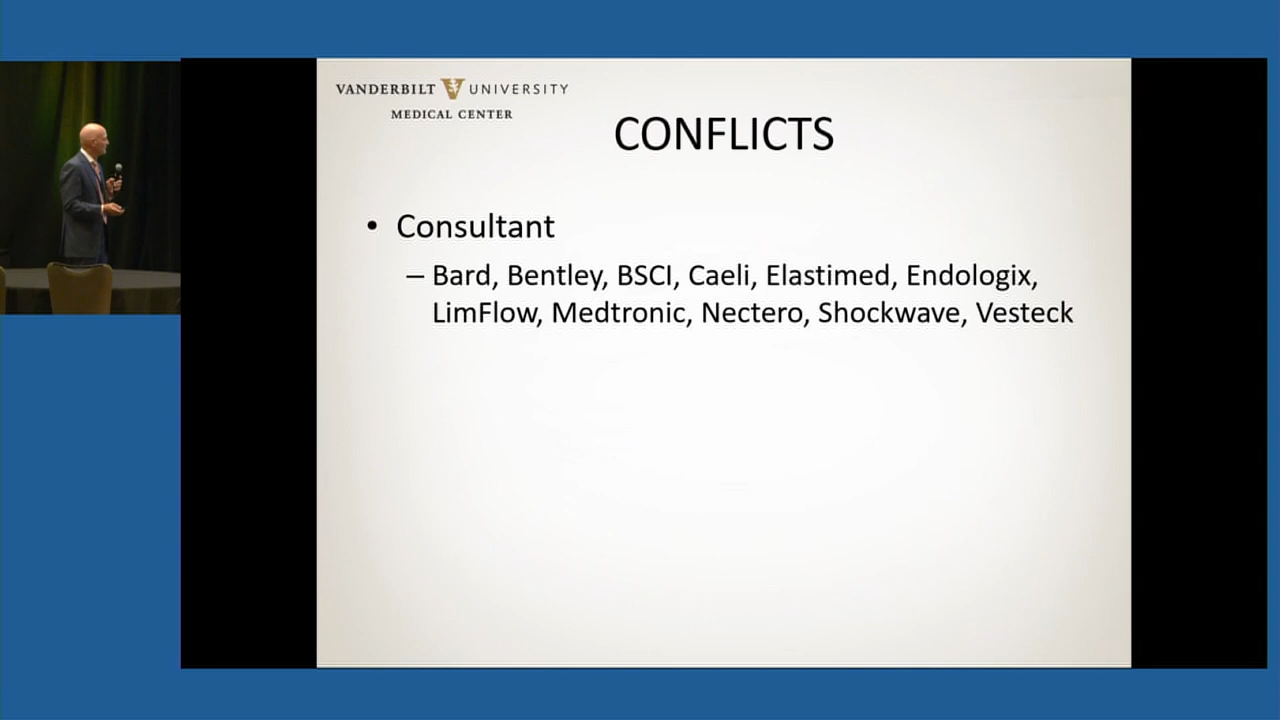 VANDERBILT V UNIVERSITY
MEDICAL CENTER
CONFLICTS
• Consultant
– Bard, Bentley, BSCI, Caeli, Elastimed, Endologix,
LimFlow, Medtronic, Nectero, Shockwave, Vesteck